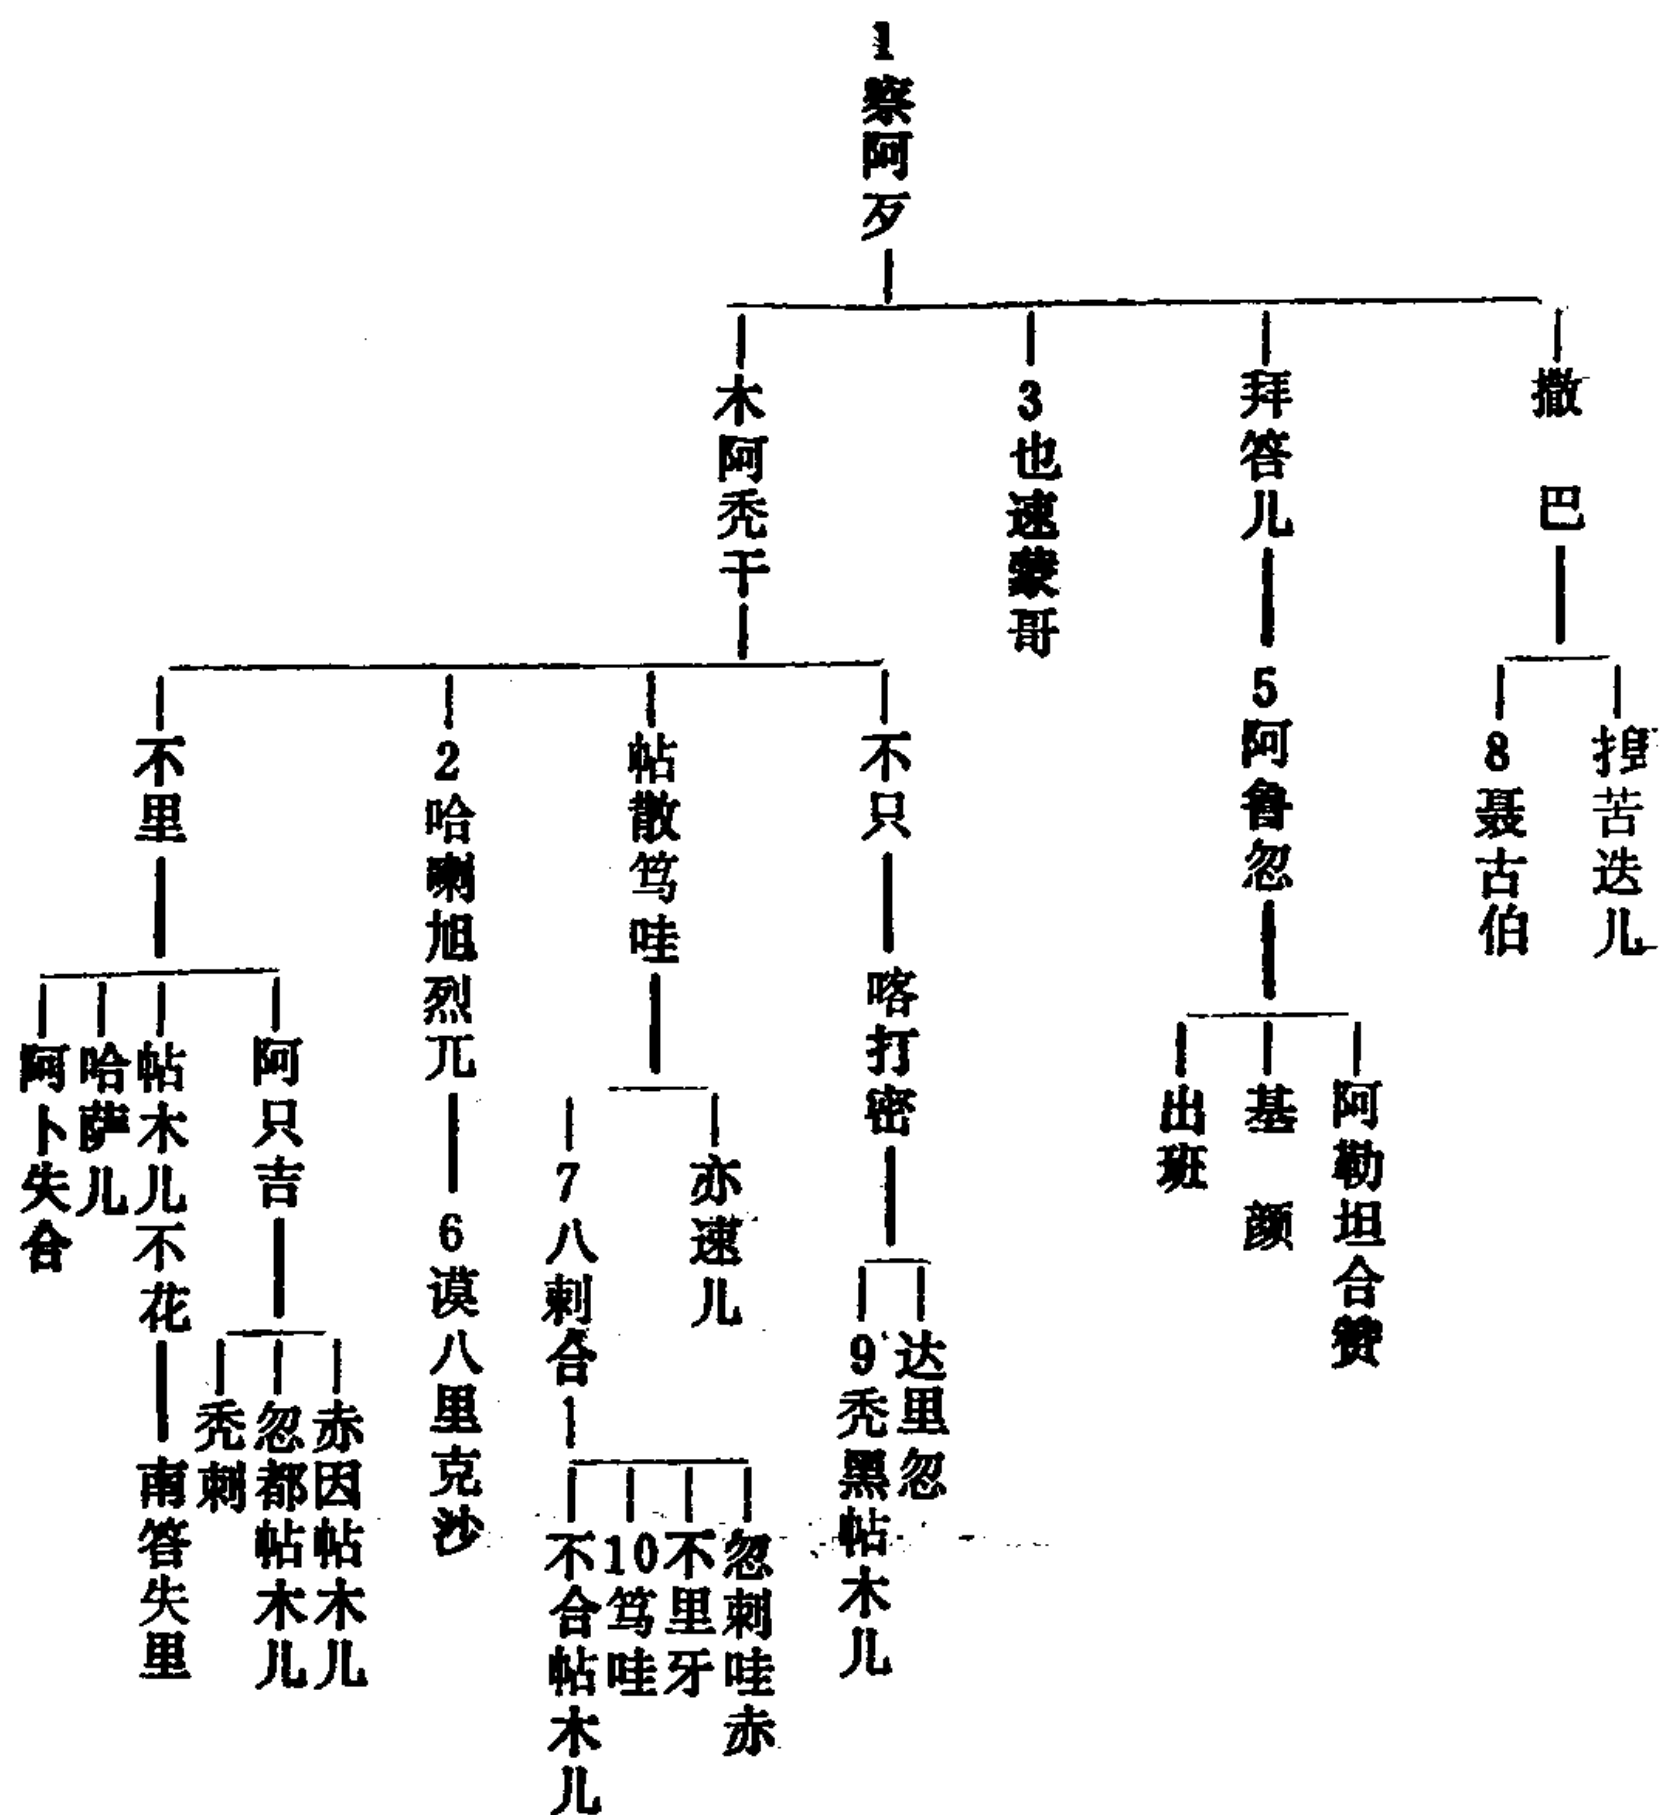 1察阿歹
木阿秃干
3也速蒙哥
拜答儿
撒巴
不里
2哈喇旭烈兀
帖散笃哇
不只
5阿鲁忽
8聂古伯
苦迭儿
阿卜失合
哈萨儿
帖木儿不花
阿只吉
6谟八里克沙
7八剌合
亦速儿
喀打密
出班
基颜
阿勒坦合赞
南答失里
秃剌
忽都帖木儿
赤因帖木儿
不合帖木儿
10笃哇
不里牙
忽剌哇赤
9秃黑帖木儿
达里忽